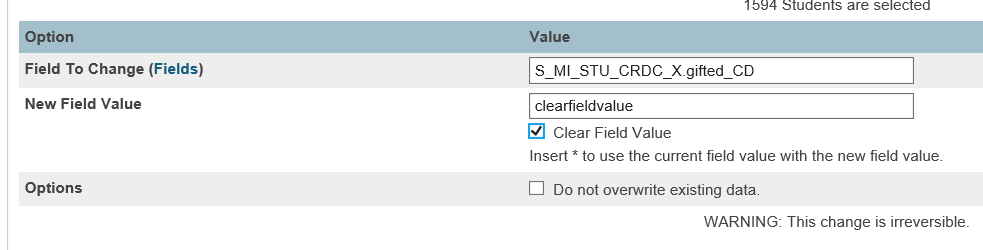 1594 Students are selected
Option Value
Field To Change (Fields) S_MI_STU_CRDC_X.gifted_CD
New Field Value clearfieldvalue
Clear Field Value
Insert * to use the current field value with the new field value.
Options Do not overwrite existing data.
WARNING: This change is irreversible.